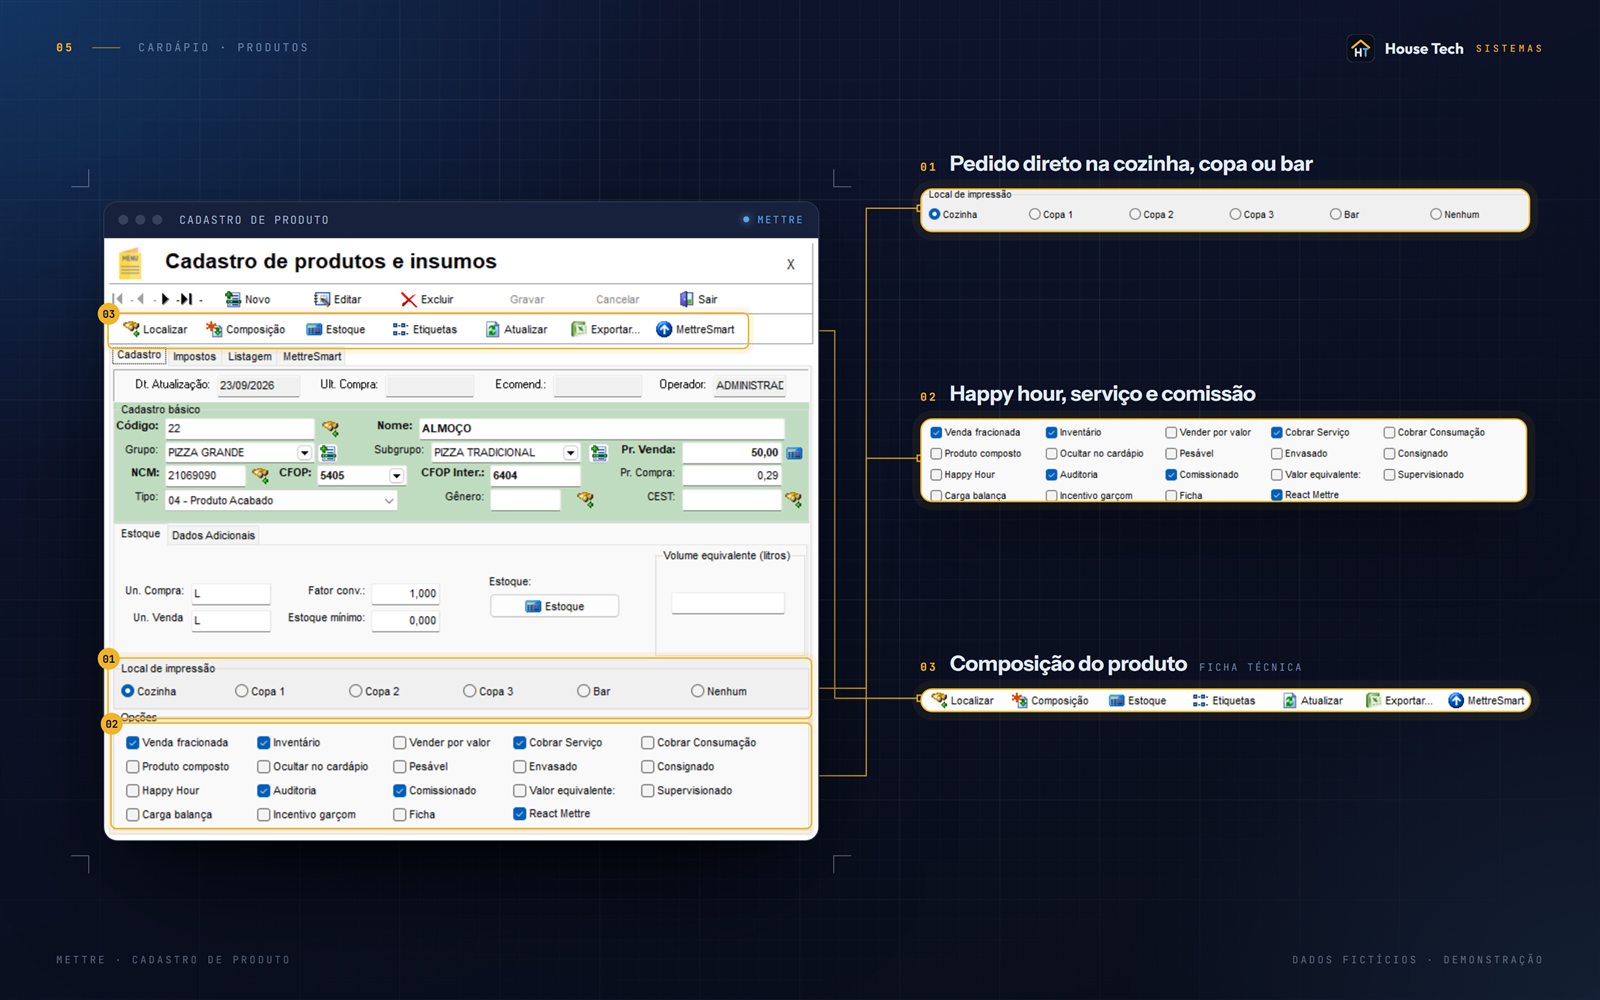 05 CARDÁPIO · PRODUTOS
HT House Tech SISTEMAS
CADASTRO DE PRODUTO
METTRE
MENU
Cadastro de produtos e insumos
X
Novo Editar Excluir Gravar Cancelar Sair
03
Localizar Composição Estoque Etiquetas Atualizar Exportar... MettreSmart
Cadastro Impostos Listagem MettreSmart
Dt. Atualização: 23/09/2026 Ult. Compra: Ecomend.: Operador: ADMINISTRAD
Cadastro básico
Código: 22 Nome: ALMOÇO
Grupo: PIZZA GRANDE Subgrupo: PIZZA TRADICIONAL Pr. Venda: 50,00
NCM: 21069090 CFOP: 5405 CFOP Inter.: 6404 Pr. Compra: 0,29
Tipo: 04 - Produto Acabado Gênero: CEST:
Estoque Dados Adicionais
Volume equivalente (litros)
Un. Compra: L Fator conv.: 1,000 Estoque:
Estoque
Un. Venda L Estoque mínimo: 0,000
01
Local de impressão
Cozinha Copa 1 Copa 2 Copa 3 Bar Nenhum
Opções
02
Venda fracionada Inventário Vender por valor Cobrar Serviço Cobrar Consumação
Produto composto Ocultar no cardápio Pesável Envasado Consignado
Happy Hour Auditoria Comissionado Valor equivalente: Supervisionado
Carga balança Incentivo garçom Ficha React Mettre
01 Pedido direto na cozinha, copa ou bar
Local de impressão
Cozinha Copa 1 Copa 2 Copa 3 Bar Nenhum
02 Happy hour, serviço e comissão
Venda fracionada Inventário Vender por valor Cobrar Serviço Cobrar Consumação
Produto composto Ocultar no cardápio Pesável Envasado Consignado
Happy Hour Auditoria Comissionado Valor equivalente: Supervisionado
Carga balança Incentivo garçom Ficha React Mettre
03 Composição do produto FICHA TÉCNICA
Localizar Composição Estoque Etiquetas Atualizar Exportar... MettreSmart
METTRE · CADASTRO DE PRODUTO
DADOS FICTÍCIOS · DEMONSTRAÇÃO